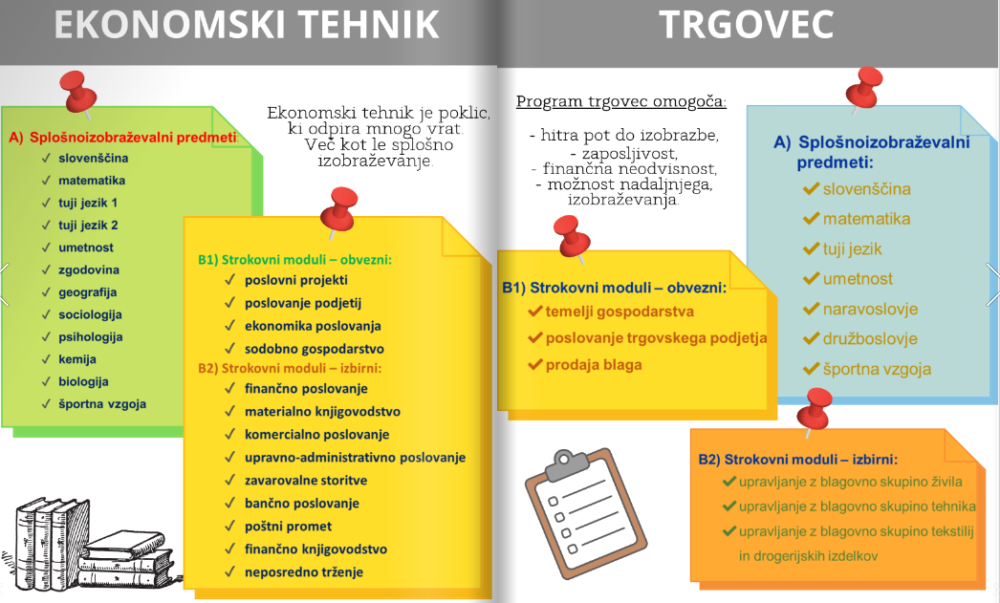 EKONOMSKI TEHNIK
Ekonomski tehnik je poklic,
ki odpira mnogo vrat.
Več kot le splošno
izobraževanje.
A) Splošnoizobraževalni predmeti
✓ slovenščina
✓ matematika
✓ tuji jezik 1
✓ tuji jezik 2
✓ umetnost
✓ zgodovina
✓ geografija
✓ sociologija
✓ psihologija
✓ kemija
✓ biologija
✓ športna vzgoja
B1) Strokovni moduli – obvezni:
✓ poslovni projekti
✓ poslovanje podjetij
✓ ekonomika poslovanja
✓ sodobno gospodarstvo
B2) Strokovni moduli – izbirni:
✓ finančno poslovanje
✓ materialno knjigovodstvo
✓ komercialno poslovanje
✓ upravno-administrativno poslovanje
✓ zavarovalne storitve
✓ bančno poslovanje
✓ poštni promet
✓ finančno knjigovodstvo
✓ neposredno trženje
TRGOVEC
Program trgovec omogoča:
- hitra pot do izobrazbe,
- zaposljivost,
- finančna neodvisnost,
- možnost nadaljnjega,
izobraževanja.
A) Splošnoizobraževalni
predmeti:
✓ slovenščina
✓ matematika
✓ tuji jezik
✓ umetnost
✓ naravoslovje
✓ družboslovje
✓ športna vzgoja
B1) Strokovni moduli – obvezni:
✓ temelji gospodarstva
✓ poslovanje trgovskega podjetja
✓ prodaja blaga
B2) Strokovni moduli – izbirni:
✓ upravljanje z blagovno skupino živila
✓ upravljanje z blagovno skupino tehnika
✓ upravljanje z blagovno skupino tekstilij
in drogerijskih izdelkov